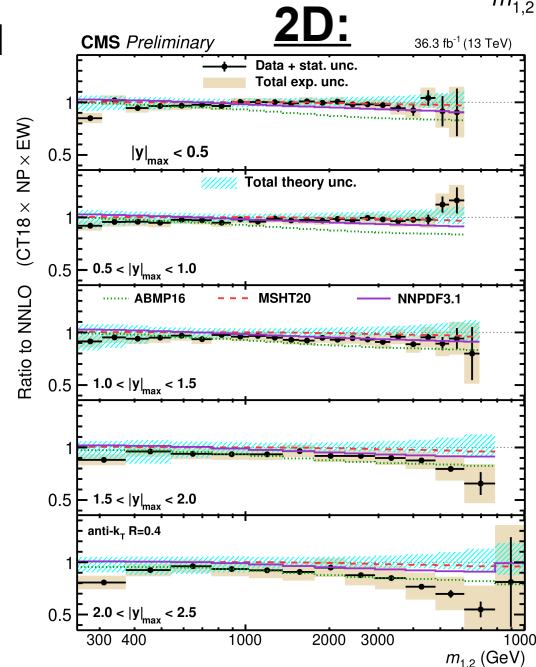 m1,2
2D:
CMS Preliminary
36.3 fb-1 (13 TeV)
Data + stat. unc.
Total exp. unc.
1
0.5
|y|max < 0.5
Total theory unc.
1
0.5
0.5 < |y|max < 1.0
ABMP16 MSHT20 NNPDF3.1
1
0.5
1.0 < |y|max < 1.5
1
0.5
1.5 < |y|max < 2.0
anti-kT R=0.4
1
0.5
2.0 < |y|max < 2.5
300 400 1000 2000 3000 1000
m1,2 (GeV)
Ratio to NNLO (CT18 × NP × EW)